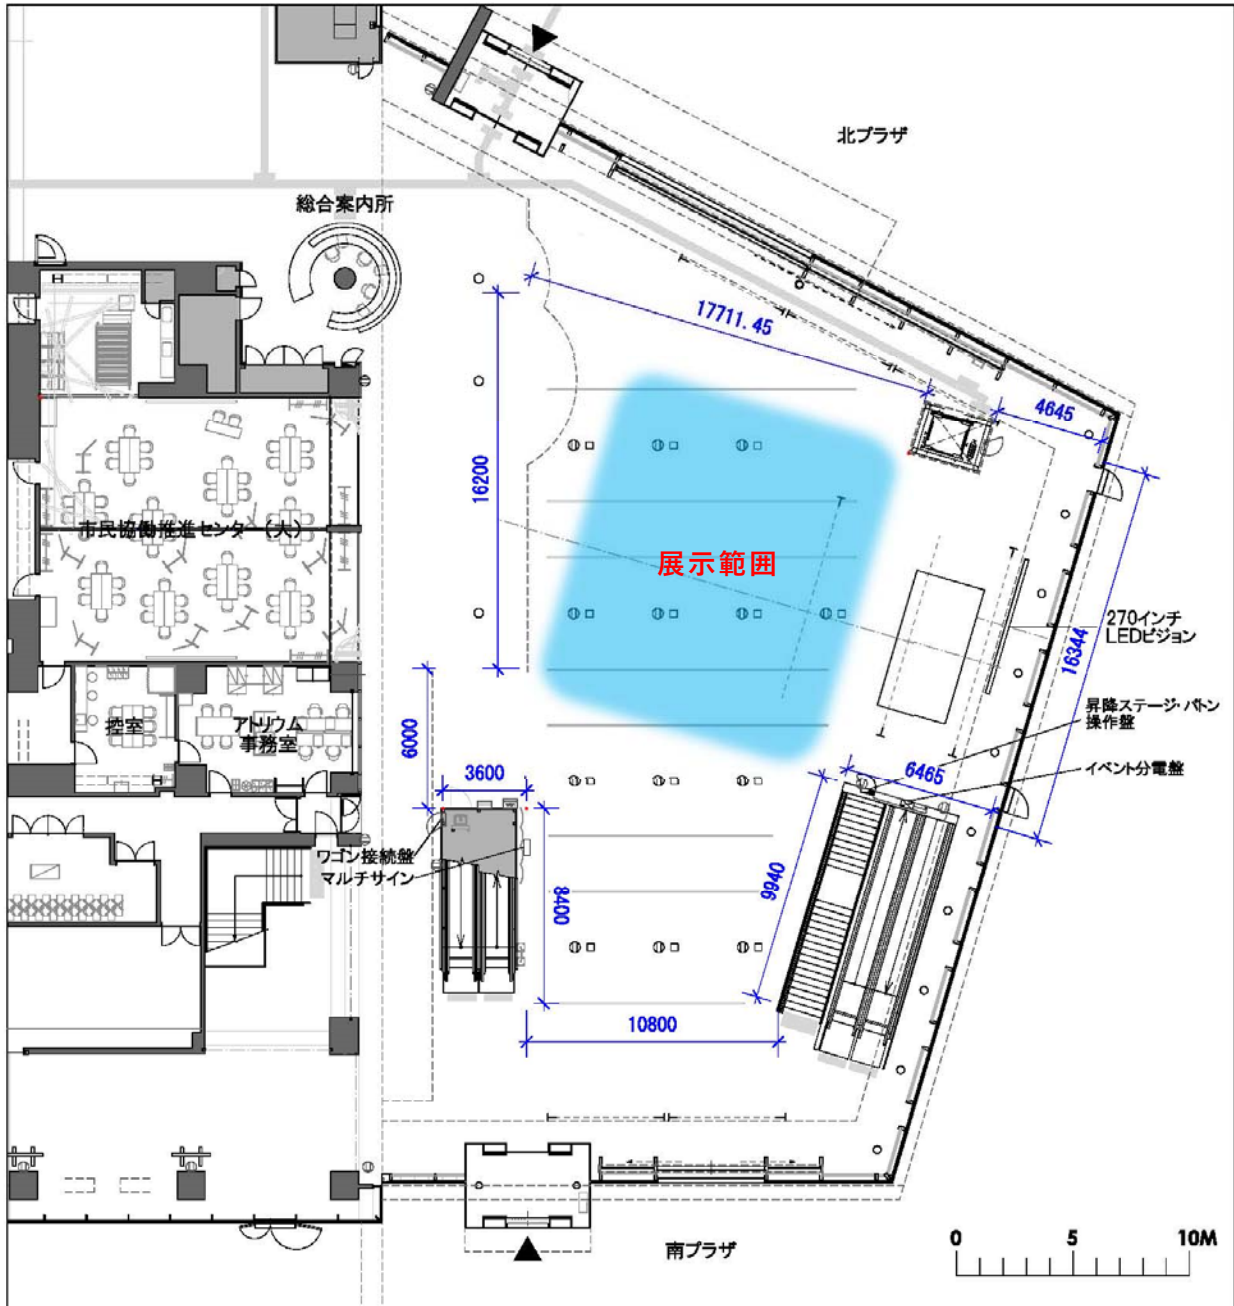 北プラザ
総合案内所
17711.45
4645
16200
市民協働推進センター(大)
展示範囲
270インチ
LEDビジョン
16344
控室
アトリウム
事務室
6000
3600
昇降ステージ・バトン
操作盤
6465
イベント分電盤
ワゴン接続盤
マルチサイン
8400
9940
10800
南プラザ
0 5 10M